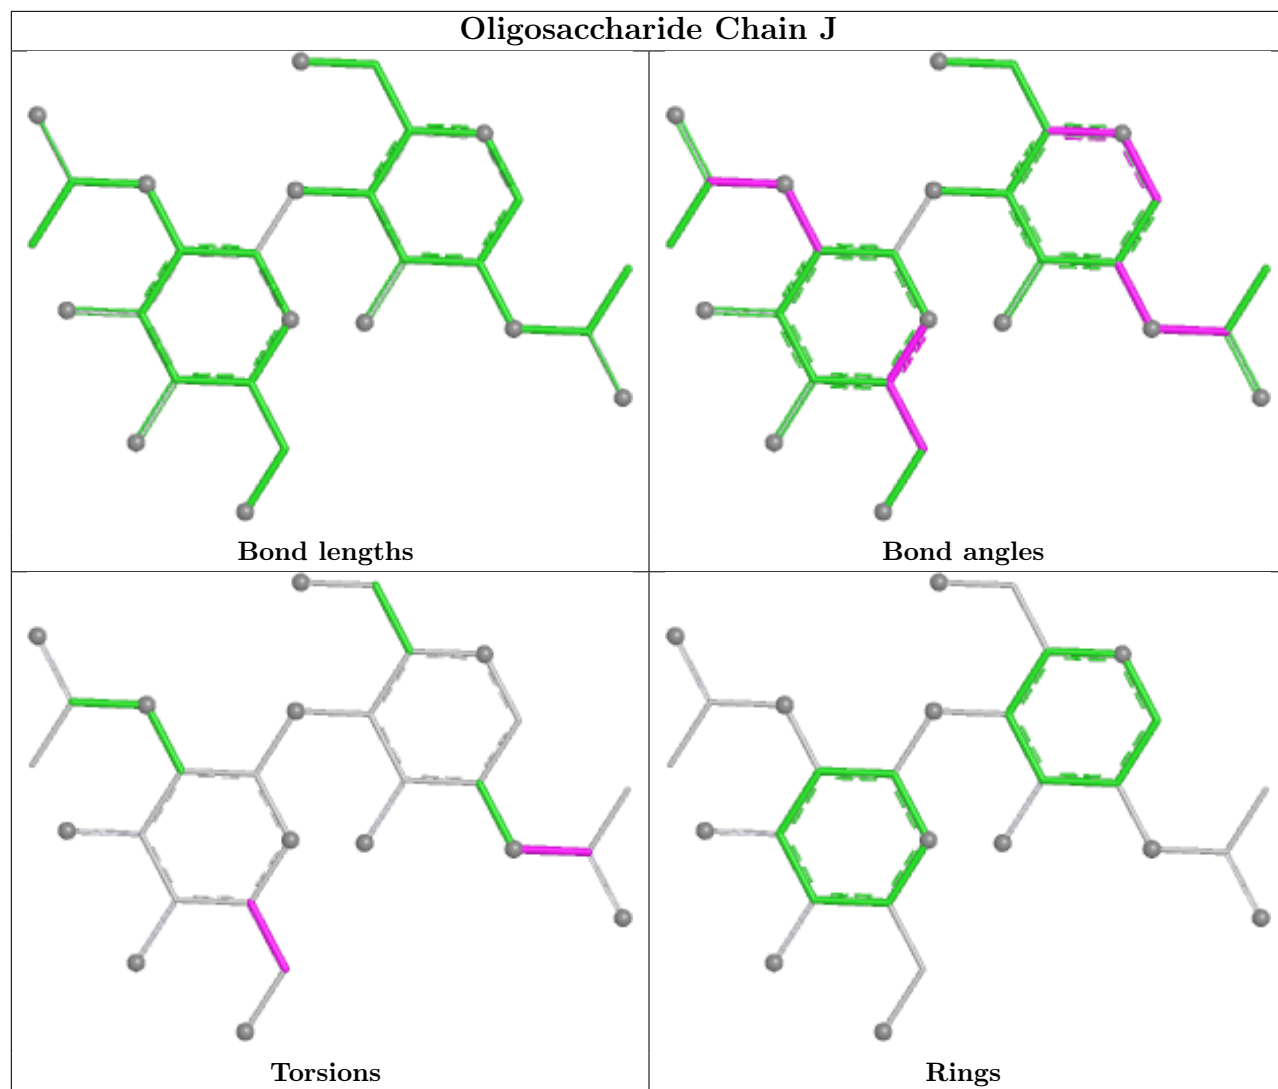 Oligosaccharide Chain J
Bond lengths
Bond angles
Torsions
Rings